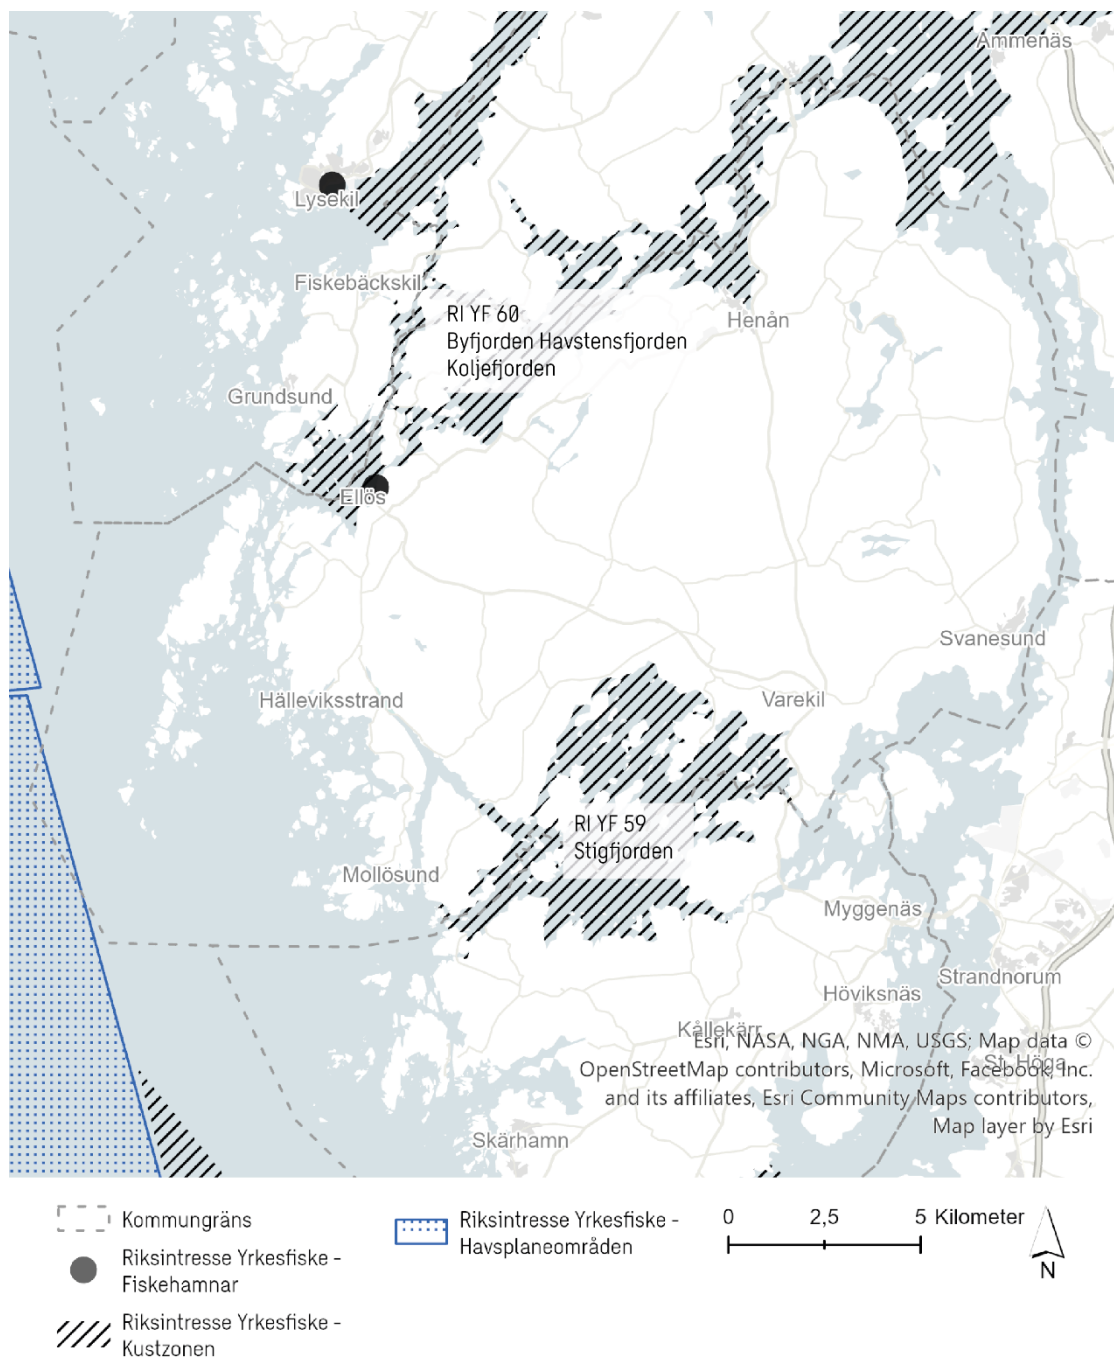 Ammenäs
Lysekil
Fiskebäckskil
RI YF 60
Byfjorden Havstensfjorden
Koljefjorden
Henån
Grundsund
Ellös
Svanesund
Hälleviksstrand
Varekil
RI YF 59
Stigfjorden
Mollösund
Myggenäs
Strandnorum
Höviksnäs
Kållekärr
St. Höga
Esri, NASA, NGA, NMA, USGS; Map data ©
OpenStreetMap contributors, Microsoft, Facebook, Inc.
and its affiliates, Esri Community Maps contributors,
Map layer by Esri
Skärhamn
Kommungräns
Riksintresse Yrkesfiske -
Fiskehamnar
Riksintresse Yrkesfiske -
Kustzonen
Riksintresse Yrkesfiske -
Havsplaneområden
0 2,5 5 Kilometer
N